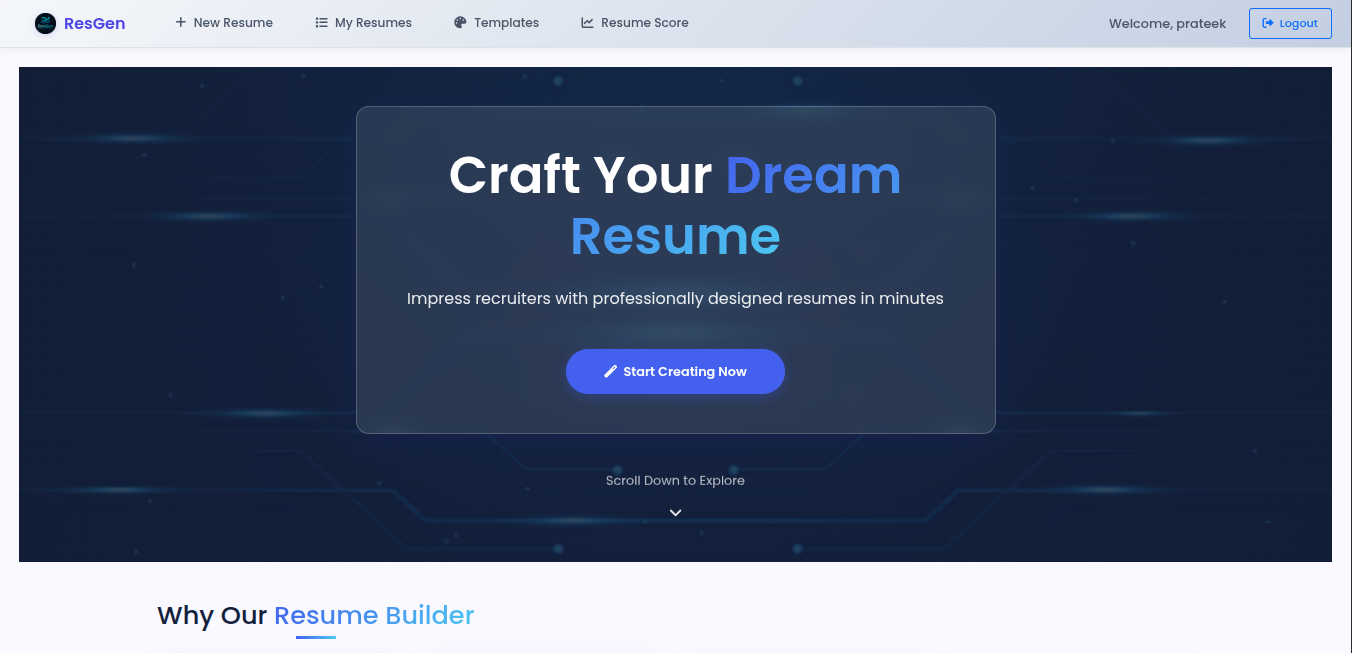 ResGen
New Resume
My Resumes
Templates
Resume Score
Welcome, prateek
Logout
Craft Your Dream
Resume
Impress recruiters with professionally designed resumes in minutes
Start Creating Now
Scroll Down to Explore
Why Our Resume Builder